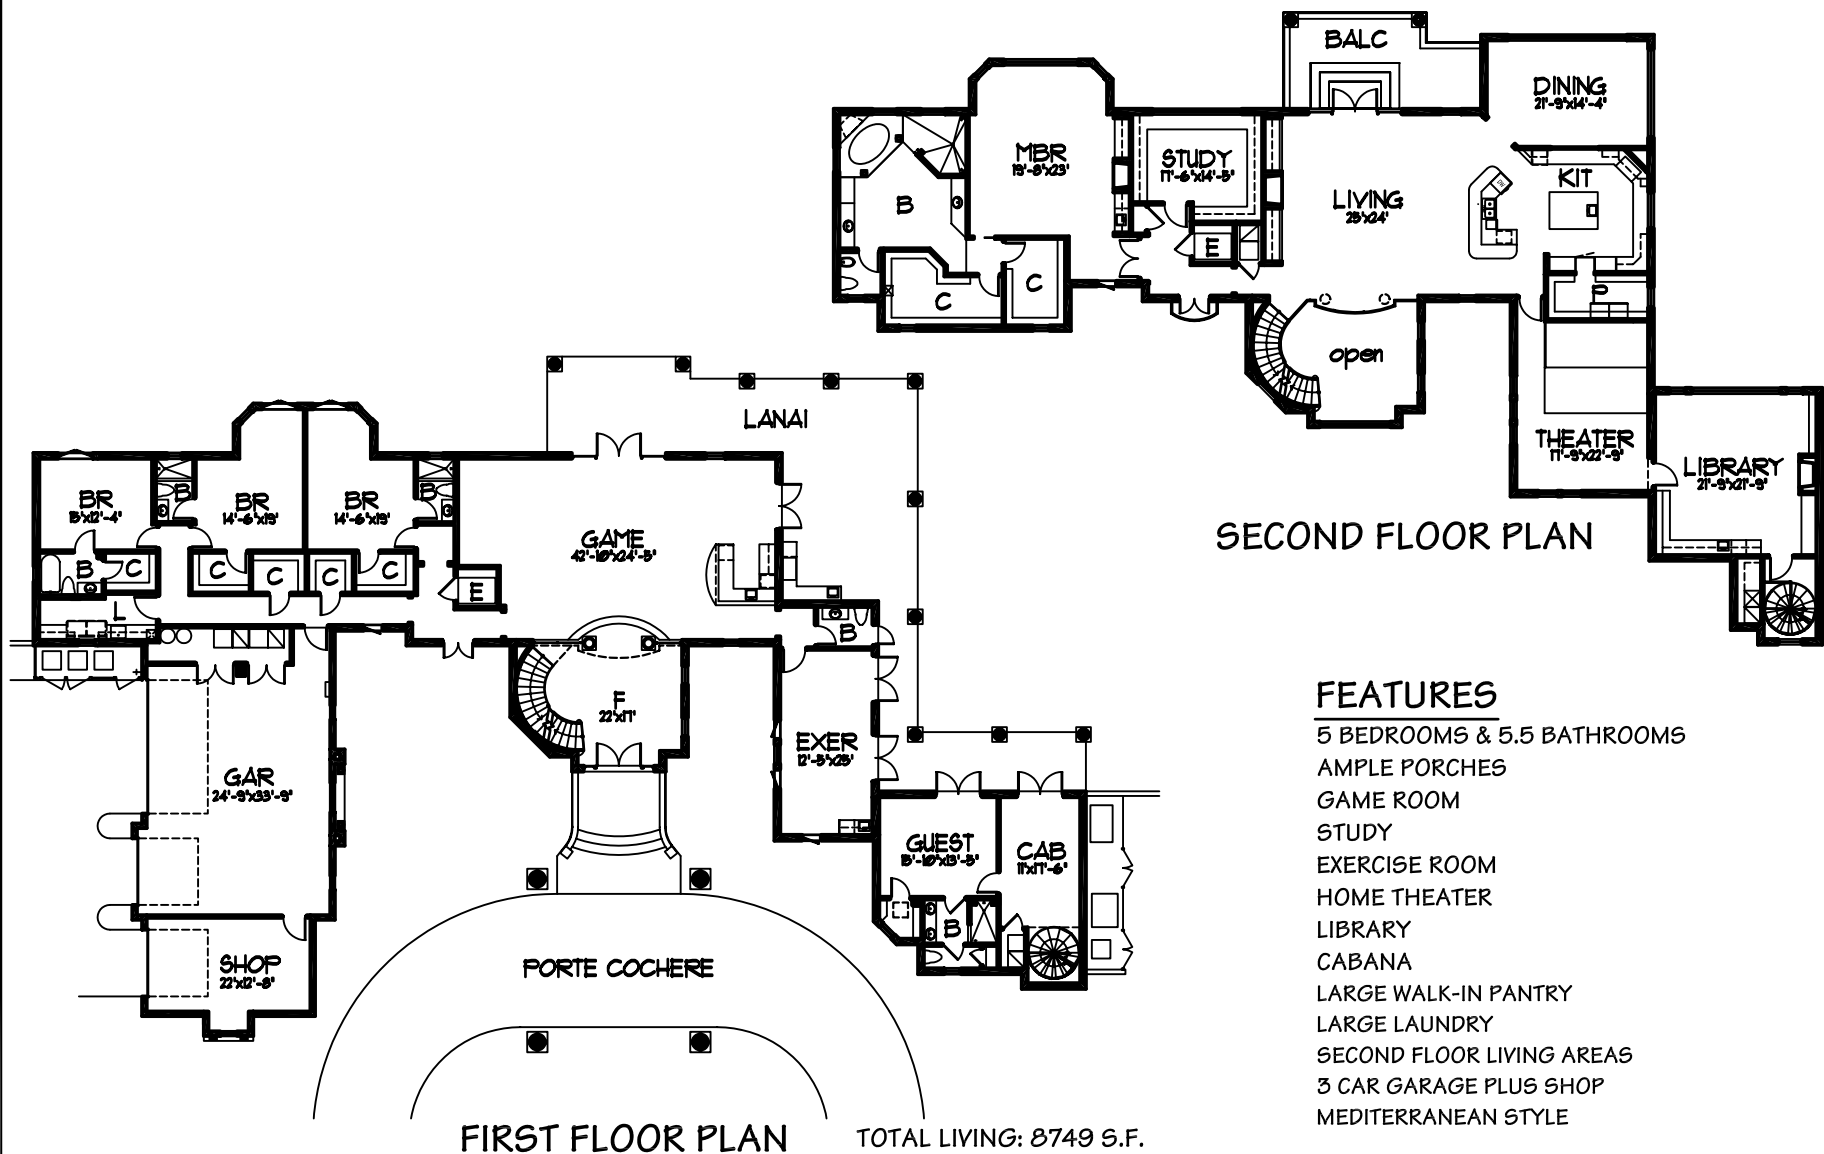 BALC
DINING
21'-9"x14'-4"
MBR
19'-8"x23'
STUDY
17'-6"x14'-5"
KIT
B
LIVING
25'x24'
E
C
C
P
open
THEATER
17'-9"x22'-9"
LIBRARY
21'-9"x21'-9"
SECOND FLOOR PLAN
LANAI
BR
13'x12'-4"
B
BR
14'-6"x19'
BR
14'-6"x19'
B
GAME
42'-10"x24'-5"
B
C
C
C
C
C
E
L
B
F
22'x17'
EXER
12'-5"x25'
GAR
24'-9"x33'-9"
GUEST
15'-10"x13'-5"
CAB
11'x17'-6"
B
SHOP
22'x12'-8"
PORTE COCHERE
FIRST FLOOR PLAN
TOTAL LIVING: 8749 S.F.
FEATURES
5 BEDROOMS & 5.5 BATHROOMS
AMPLE PORCHES
GAME ROOM
STUDY
EXERCISE ROOM
HOME THEATER
LIBRARY
CABANA
LARGE WALK-IN PANTRY
LARGE LAUNDRY
SECOND FLOOR LIVING AREAS
3 CAR GARAGE PLUS SHOP
MEDITERRANEAN STYLE